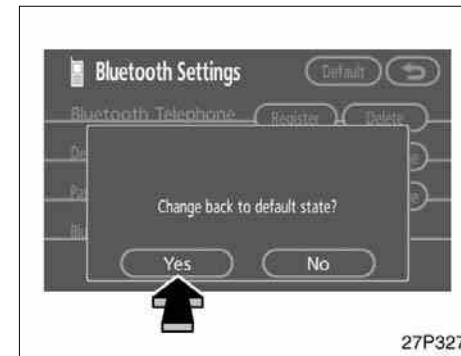 Bluetooth Settings
Default
Bluetooth Telephone Register Delete
Change back to default state?
Yes No
27P327